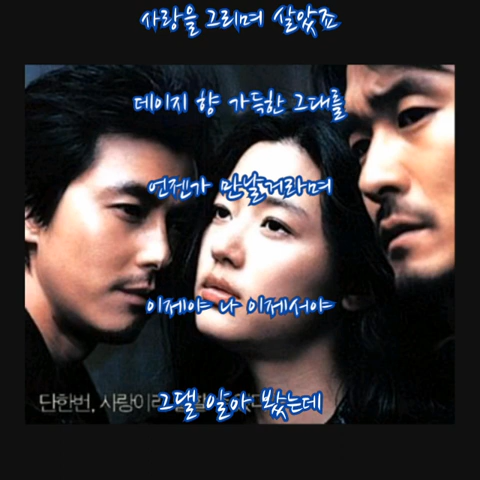 사랑을 그리며 살았죠
데이지 향 가득한 그대를
언젠가 만날거라며
이제야 나 이제서야
단한번, 사랑이
그댈 알아 봤는데